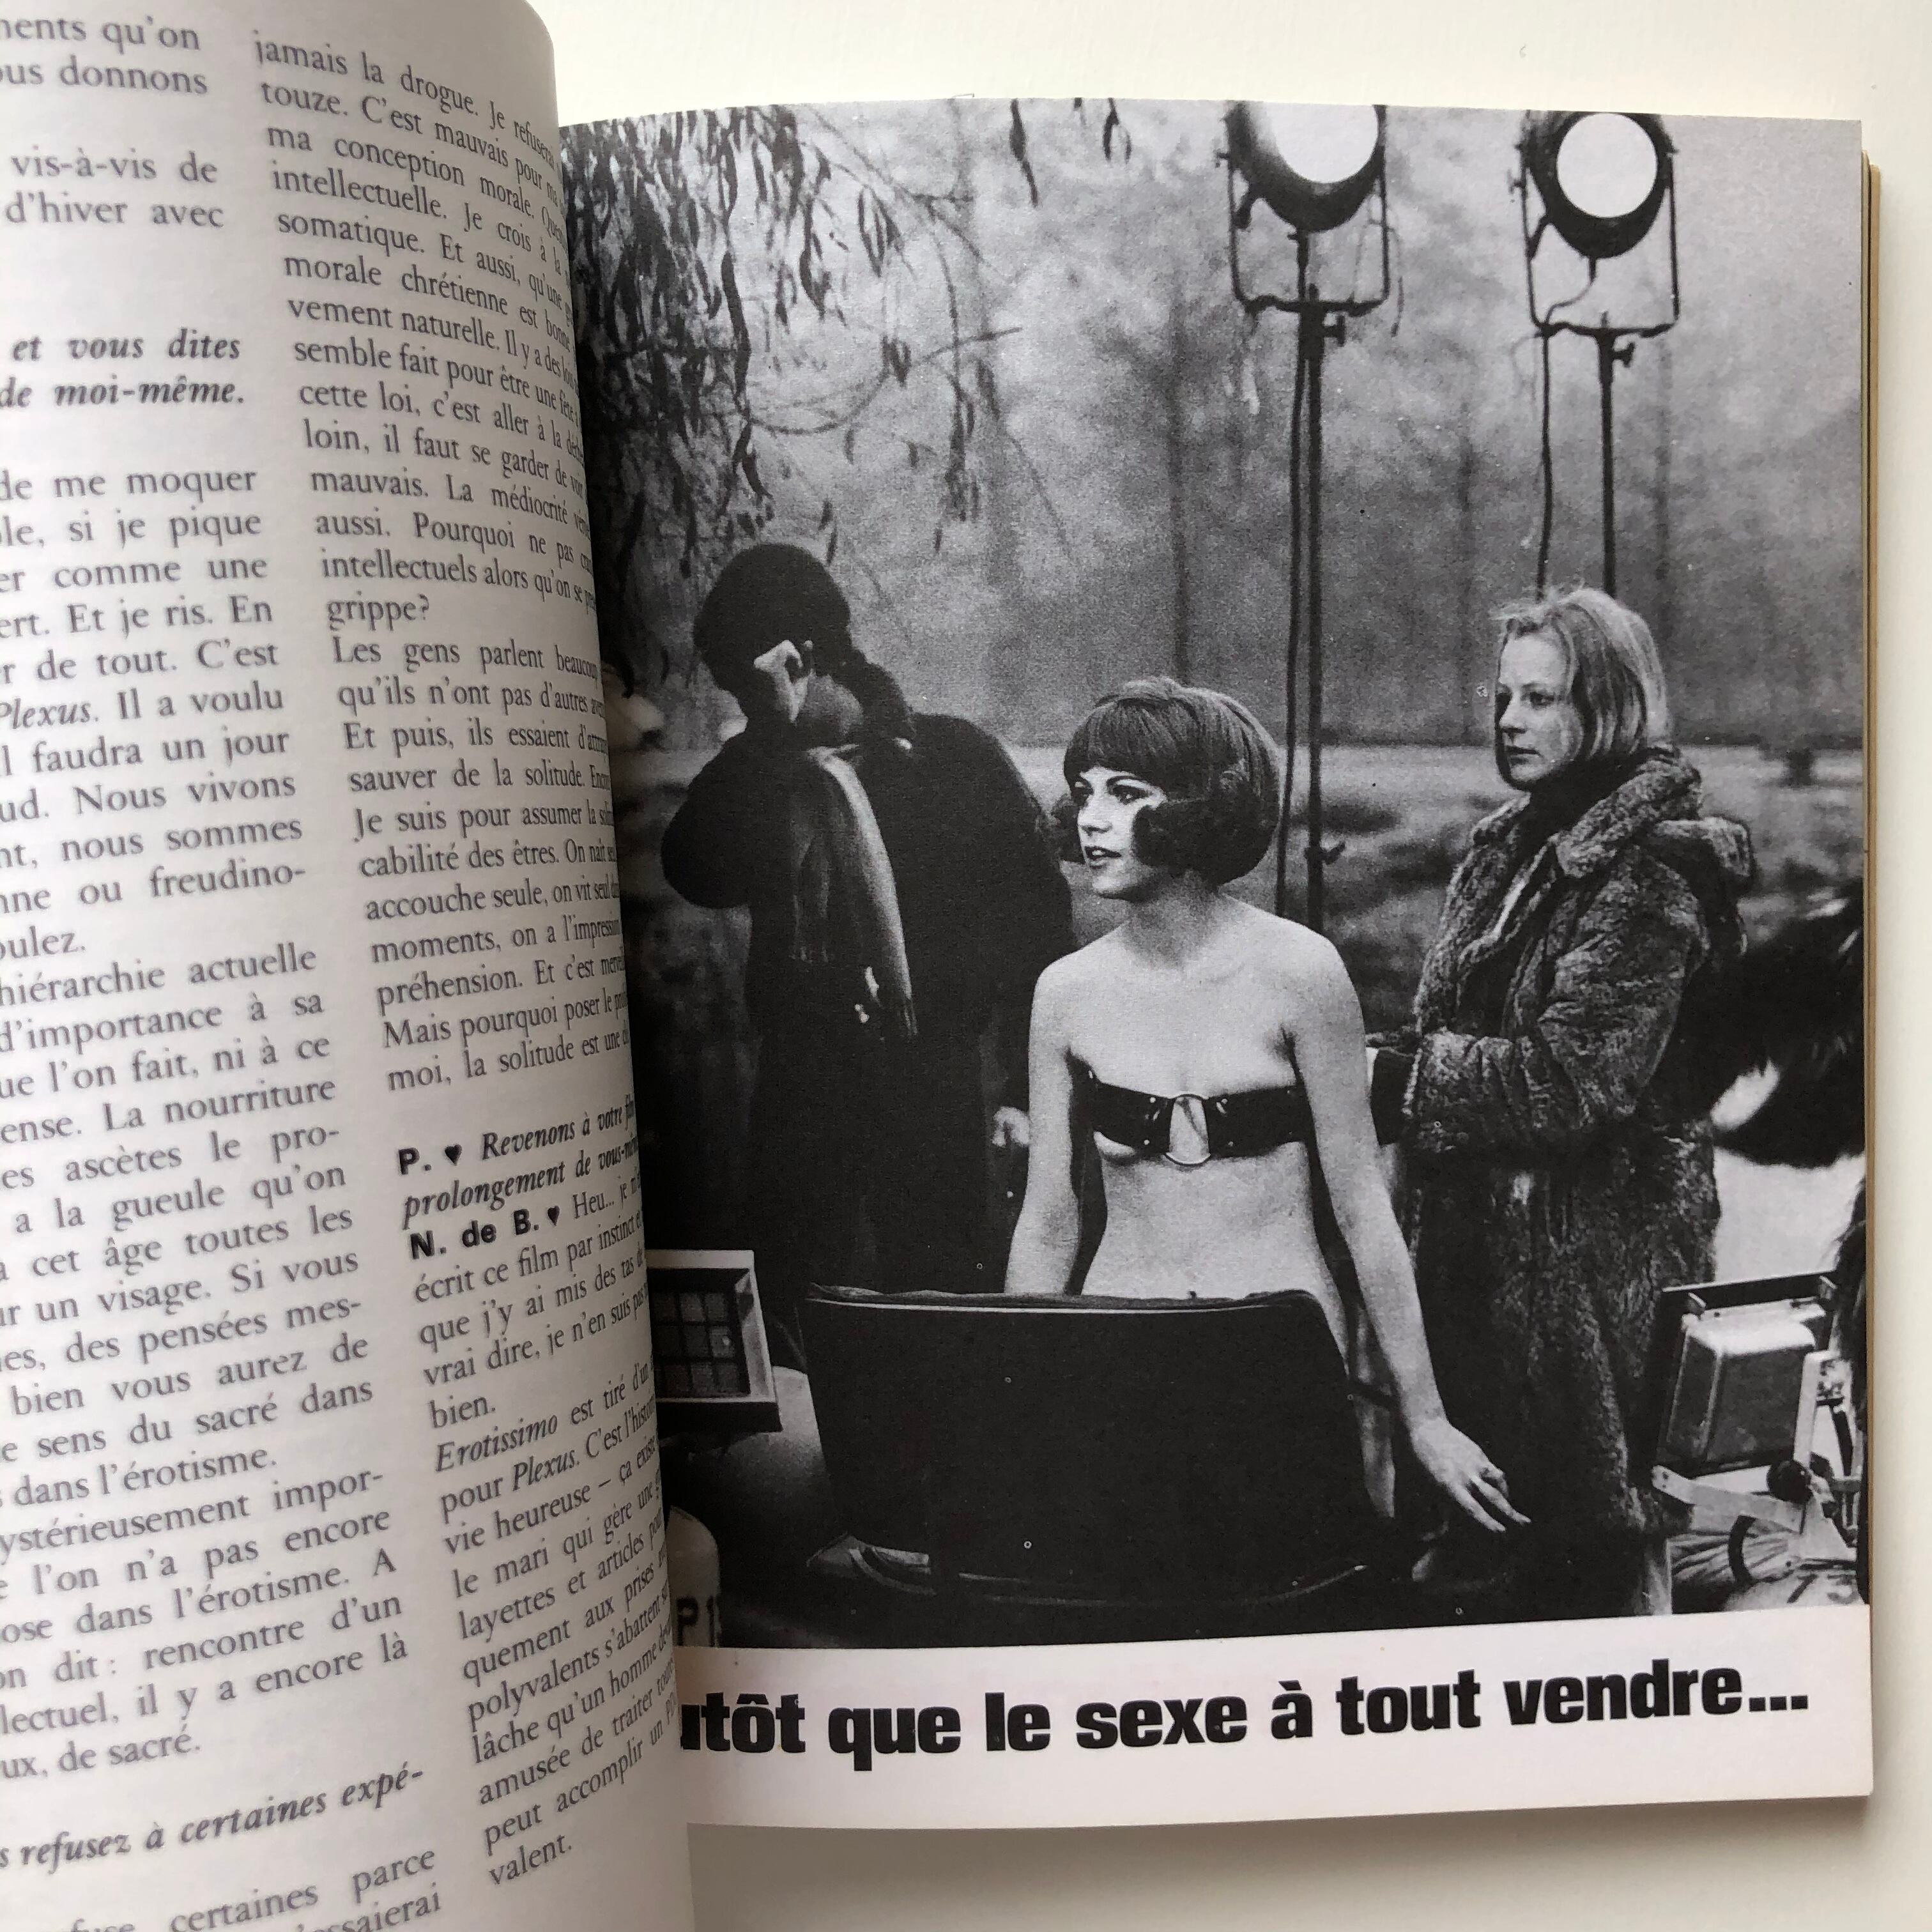 ments qu'on
ous donnons
vis-à-vis de
d'hiver avec
et vous dites
de moi-même.
de me moquer
ble, si je pique
er comme une
ert. Et je ris. En
r de tout. C'est
Plexus. Il a voulu
Il faudra un jour
ud. Nous vivons
nt, nous sommes
nne ou freudino-
oulez.
hiérarchie actuelle
d'importance à sa
ue l'on fait, ni à ce
ense. La nourriture
es ascètes le pro-
a la gueule qu'on
à cet âge toutes les
ur un visage. Si vous
es, des pensées mes-
bien vous aurez de
e sens du sacré dans
dans l'érotisme.
ystérieusement impor-
l'on n'a pas encore
ose dans l'érotisme. A
on dit : rencontre d'un
lectuel, il y a encore là
ux, de sacré.
s refusez à certaines expé-
certaines parce
essaierai
jamais la drogue. Je refuserai
touze. C'est mauvais pour ma
ma conception morale.
intellectuelle. Je crois à la
somatique. Et aussi, qu'une
morale chrétienne est bonne
vement naturelle. Il y a des lois
semble fait pour être une fête
cette loi, c'est aller à la
loin, il faut se garder de voir
mauvais. La médiocrité
aussi. Pourquoi ne pas
intellectuels alors qu'on se
grippe?
Les gens parlent beaucoup
qu'ils n'ont pas d'autres
Et puis, ils essaient
sauver de la solitude.
Je suis pour assumer la
cabilité des êtres. On naît
accouche seule, on vit seul
moments, on a l'impression
préhension. Et c'est
Mais pourquoi poser le
moi, la solitude est une
P. ♥ Revenons à votre film
prolongement de vous-même
N. de B. ♥ Heu... je
écrit ce film par instinct et
que j'y ai mis des tas de
vrai dire, je n'en suis pas
bien.
Erotissimo est tiré d'un
pour Plexus. C'est l'histoire
vie heureuse – ça existe
le mari qui gère une
layettes et articles pour
quement aux prises
polyvalents s'abattent
lâche qu'un homme
amusée de traiter toute
peut accomplir un
valent.
utôt que le sexe à tout vendre...